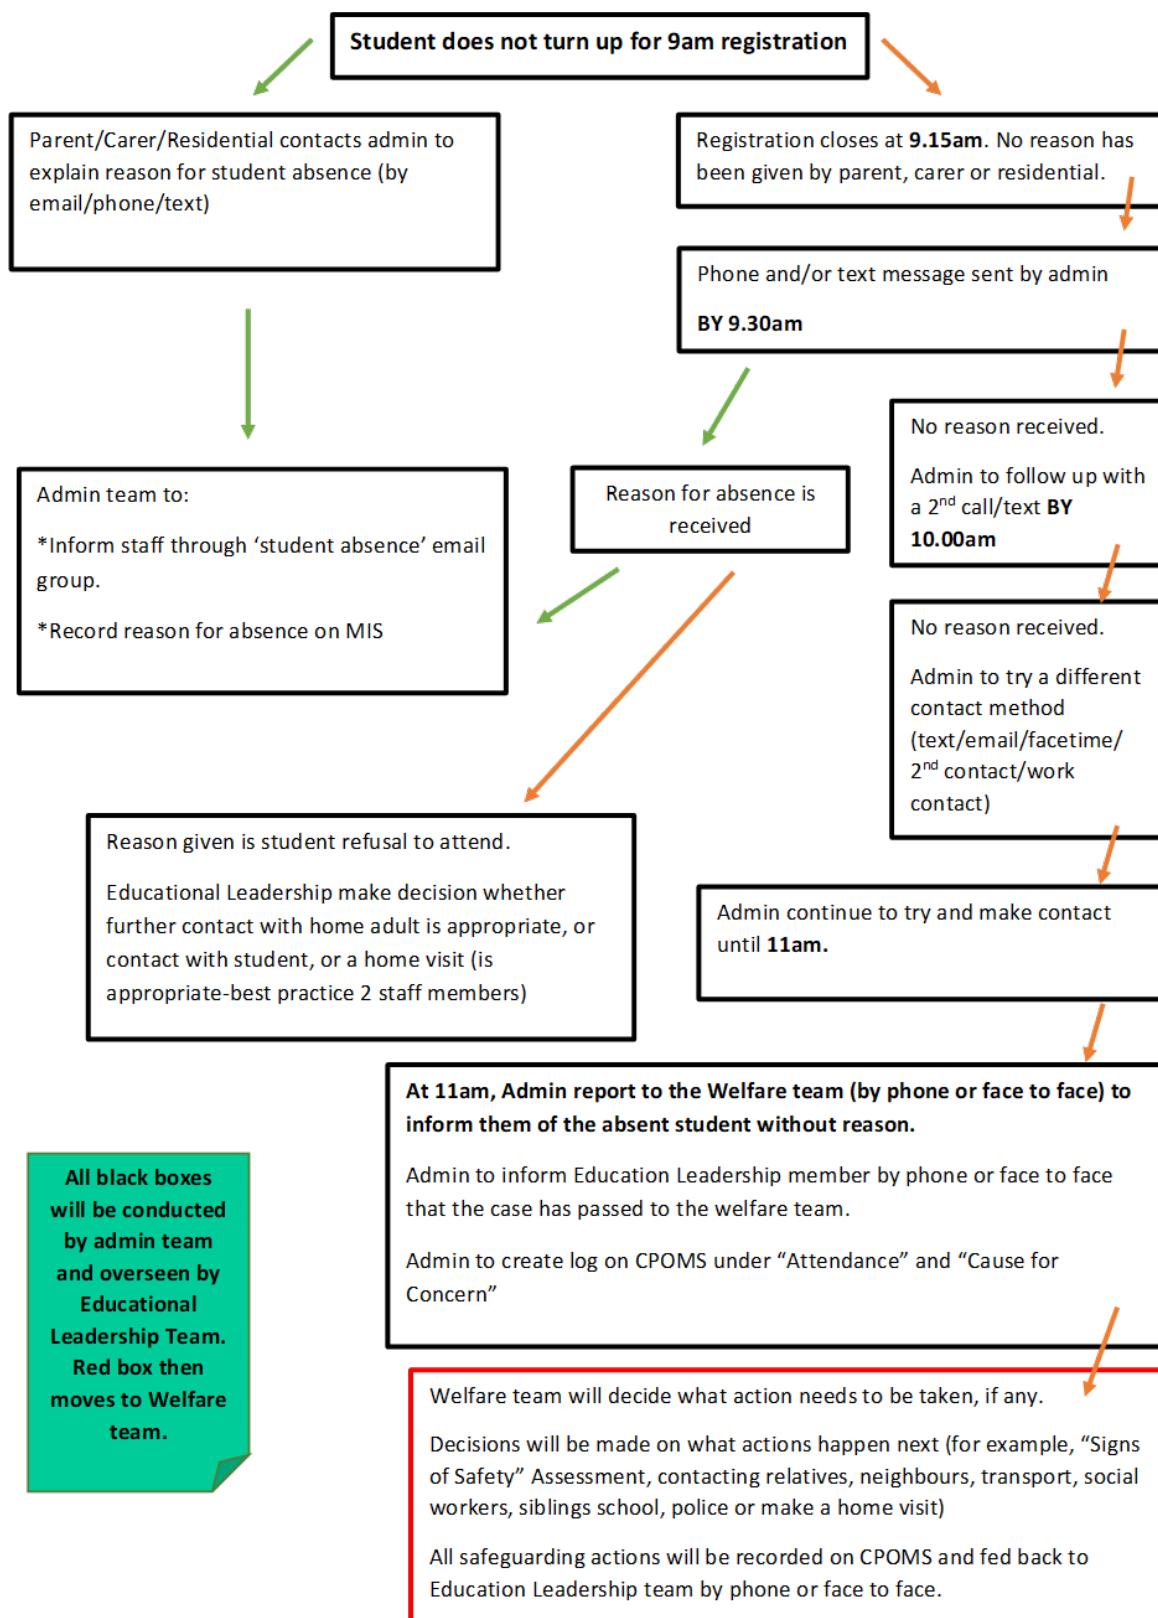 Student does not turn up for 9am registration
Parent/Carer/Residential contacts admin to
explain reason for student absence (by
email/phone/text)
Registration closes at 9.15am. No reason has
been given by parent, carer or residential.
Phone and/or text message sent by admin
BY 9.30am
No reason received.
Admin to follow up with
a 2nd call/text BY
10.00am
Admin team to:
*Inform staff through ‘student absence’ email
group.
*Record reason for absence on MIS
Reason for absence is
received
No reason received.
Admin to try a different
contact method
(text/email/facetime/
2nd contact/work
contact)
Reason given is student refusal to attend.
Educational Leadership make decision whether
further contact with home adult is appropriate, or
contact with student, or a home visit (is
appropriate-best practice 2 staff members)
Admin continue to try and make contact
until 11am.
At 11am, Admin report to the Welfare team (by phone or face to face) to
inform them of the absent student without reason.
Admin to inform Education Leadership member by phone or face to face
that the case has passed to the welfare team.
Admin to create log on CPOMS under “Attendance” and “Cause for
Concern”
All black boxes
will be conducted
by admin team
and overseen by
Educational
Leadership Team.
Red box then
moves to Welfare
team.
Welfare team will decide what action needs to be taken, if any.
Decisions will be made on what actions happen next (for example, “Signs
of Safety” Assessment, contacting relatives, neighbours, transport, social
workers, siblings school, police or make a home visit)
All safeguarding actions will be recorded on CPOMS and fed back to
Education Leadership team by phone or face to face.